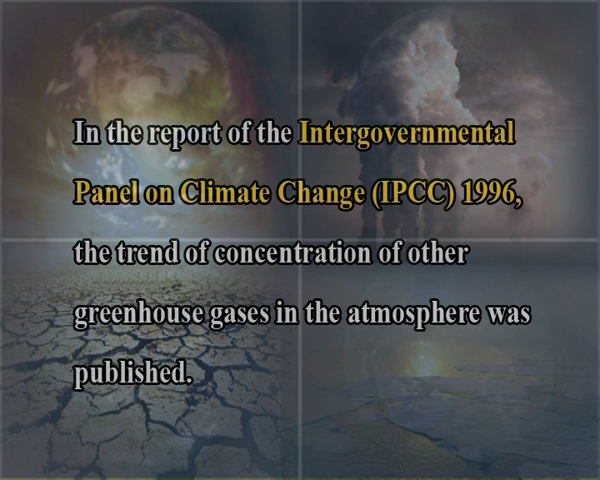 In the report of the Intergovernmental
Panel on Climate Change (IPCC) 1996,
the trend of concentration of other
greenhouse gases in the atmosphere was
published.